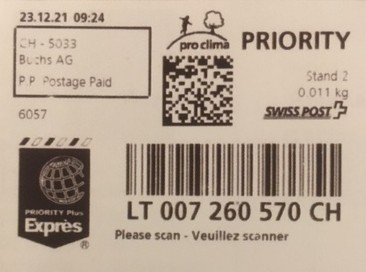 23.12.21 09:24
CH - 5033
Buchs AG
P.P. Postage Paid
6057
pro clima
PRIORITY
Stand 2
0.011 kg
SWISS POST
PRIORITY Plus
Exprès
®
LT 007 260 570 CH
Please scan - Veuillez scanner